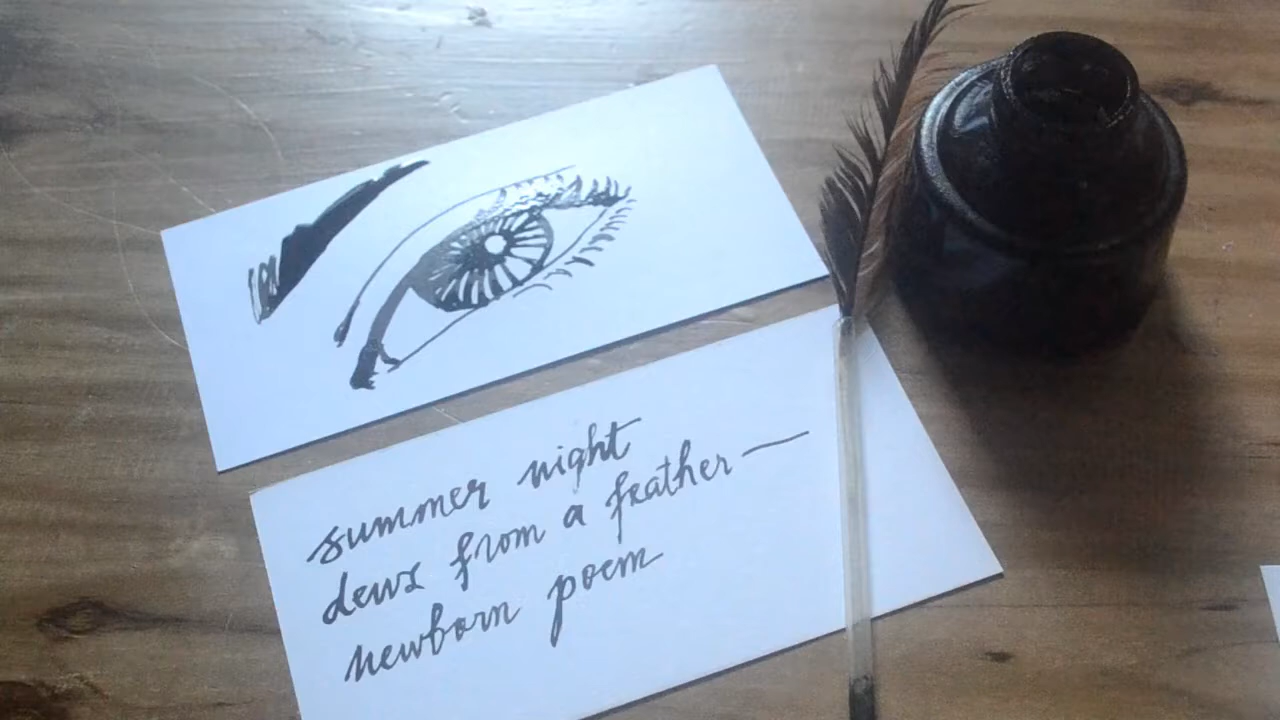 summer night
dews from a feather —
newborn poem